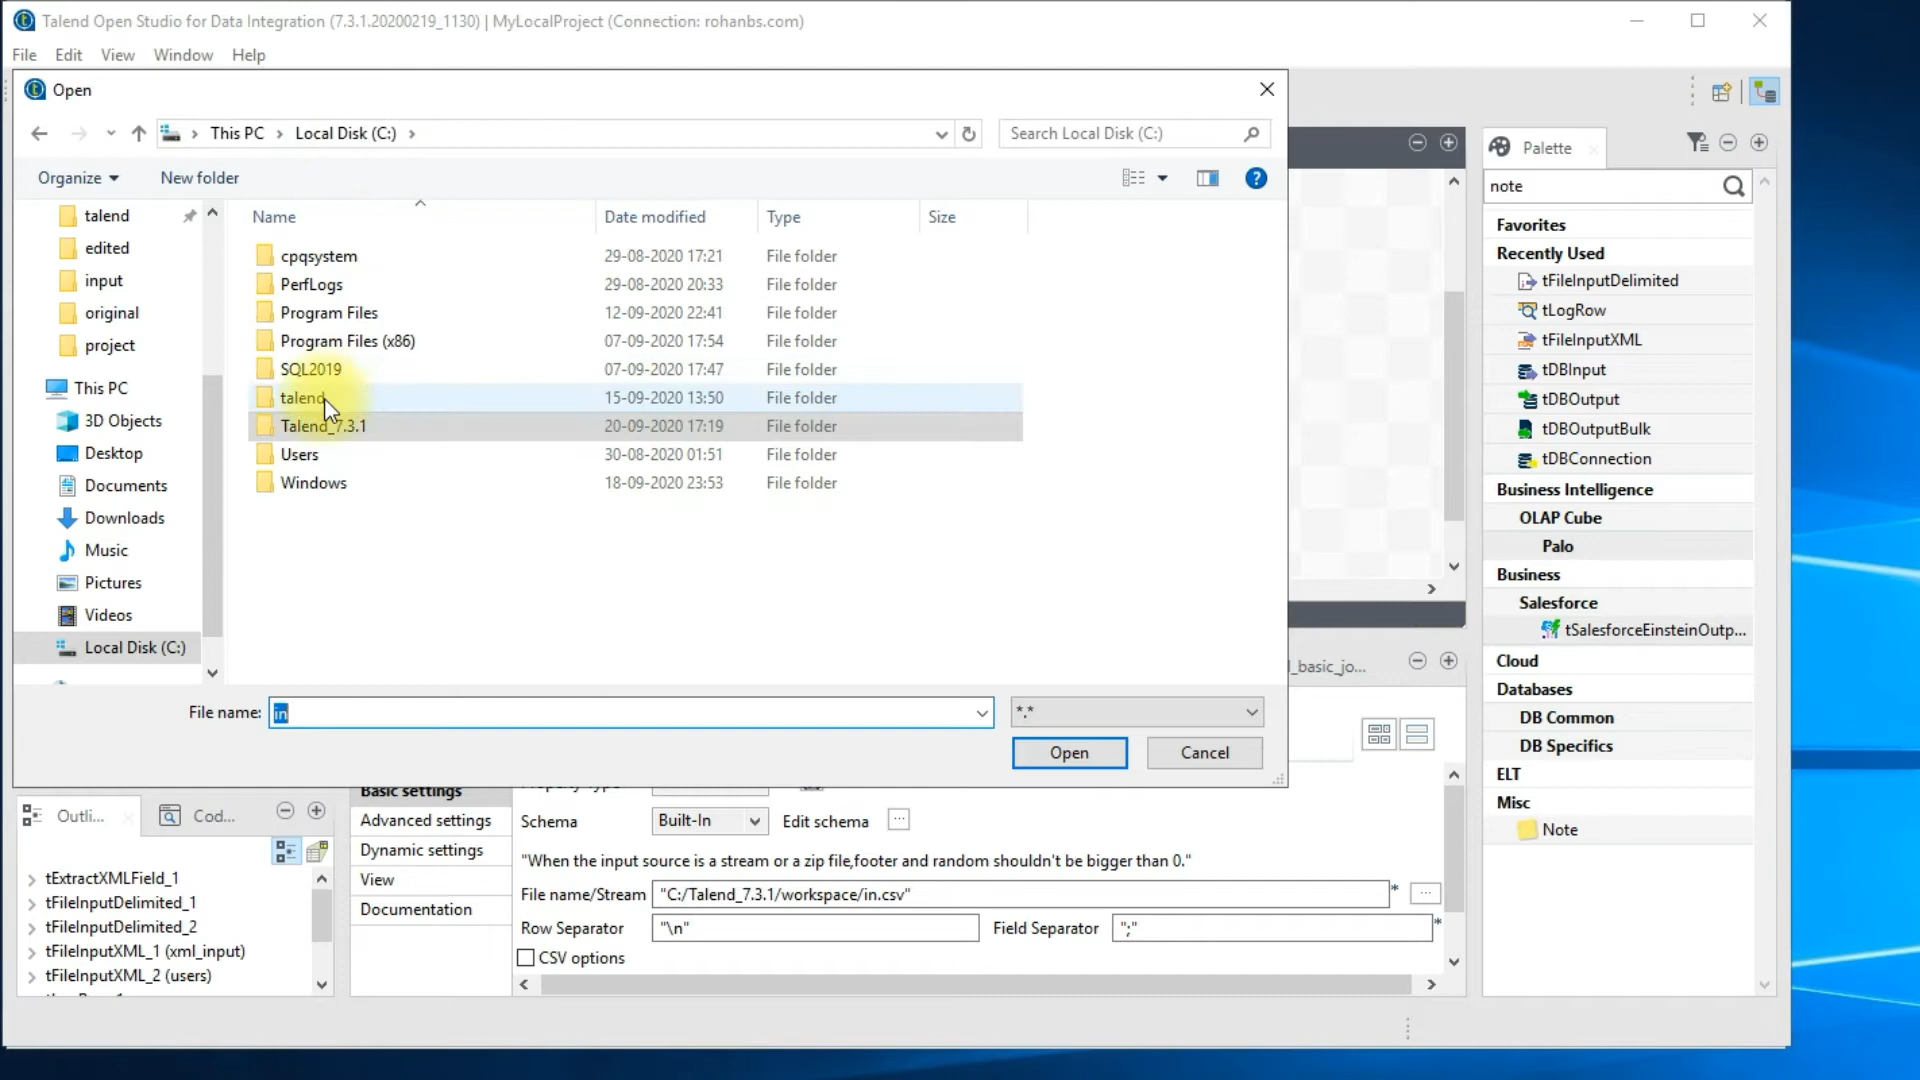 Talend Open Studio for Data Integration (7.3.1.20200219_1130) | MyLocalProject (Connection: rohanbs.com)
File Edit View Window Help
Open
This PC > Local Disk (C:) >
Search Local Disk (C:)
Organize New folder
Name Date modified Type Size
talend
edited
input
original
project
This PC
3D Objects
Desktop
Documents
Downloads
Music
Pictures
Videos
Local Disk (C:)
cpqsystem 29-08-2020 17:21 File folder
PerfLogs 29-08-2020 20:33 File folder
Program Files 12-09-2020 22:41 File folder
Program Files (x86) 07-09-2020 17:54 File folder
SQL2019 07-09-2020 17:47 File folder
talend 15-09-2020 13:50 File folder
Talend_7.3.1 20-09-2020 17:19 File folder
Users 30-08-2020 01:51 File folder
Windows 18-09-2020 23:53 File folder
File name: in
*.*
Open Cancel
Palette
note
Favorites
Recently Used
tFileInputDelimited
tLogRow
tFileInputXML
tDBInput
tDBOutput
tDBOutputBulk
tDBConnection
Business Intelligence
OLAP Cube
Palo
Business
Salesforce
tSalesforceEinsteinOutp...
Cloud
Databases
DB Common
DB Specifics
ELT
Misc
Note
l_basic_jo...
Outli... Cod...
tExtractXMLField_1
tFileInputDelimited_1
tFileInputDelimited_2
tFileInputXML_1 (xml_input)
tFileInputXML_2 (users)
Basic settings
Advanced settings
Dynamic settings
View
Documentation
Schema Built-In Edit schema ...
"When the input source is a stream or a zip file,footer and random shouldn't be bigger than 0."
File name/Stream "C:/Talend_7.3.1/workspace/in.csv" * ...
Row Separator "\n" Field Separator ";" *
CSV options